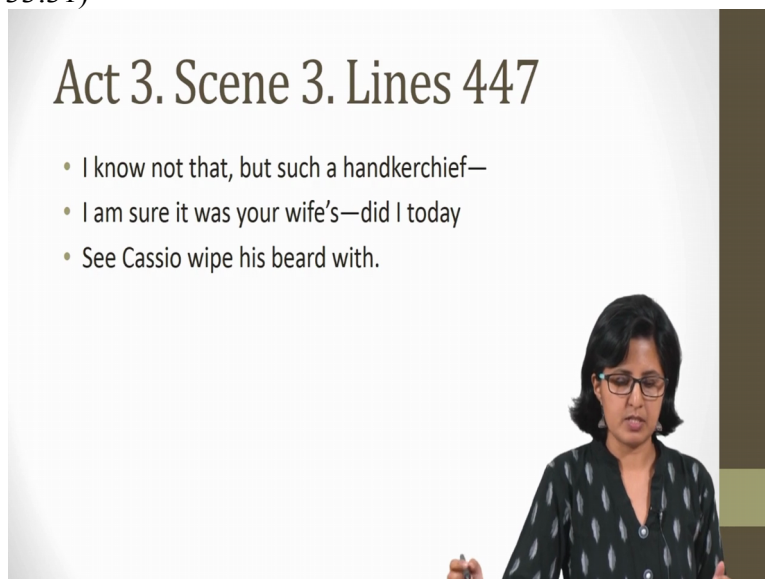 Act 3. Scene 3. Lines 447
• I know not that, but such a handkerchief—
• I am sure it was your wife's—did I today
• See Cassio wipe his beard with.